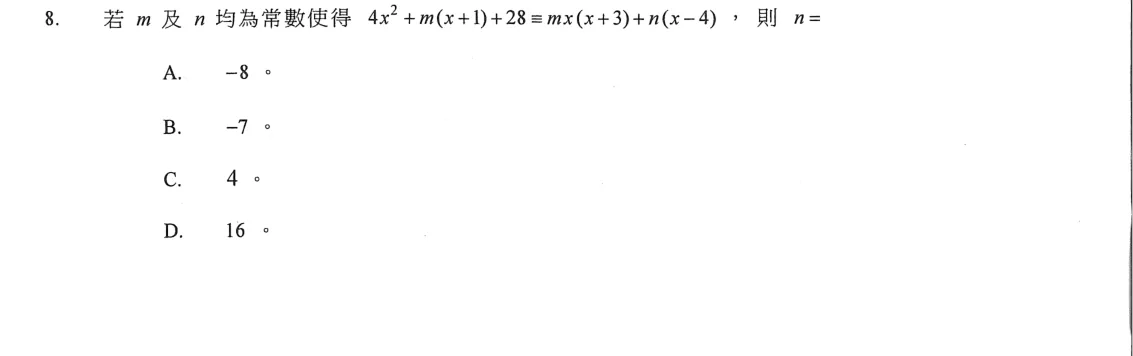 8. 若 m 及 n 均為常數使得 4x² + m(x+1) + 28 ≡ mx(x+3) + n(x−4) ， 則 n =
A. −8 。
B. −7 。
C. 4 。
D. 16 。